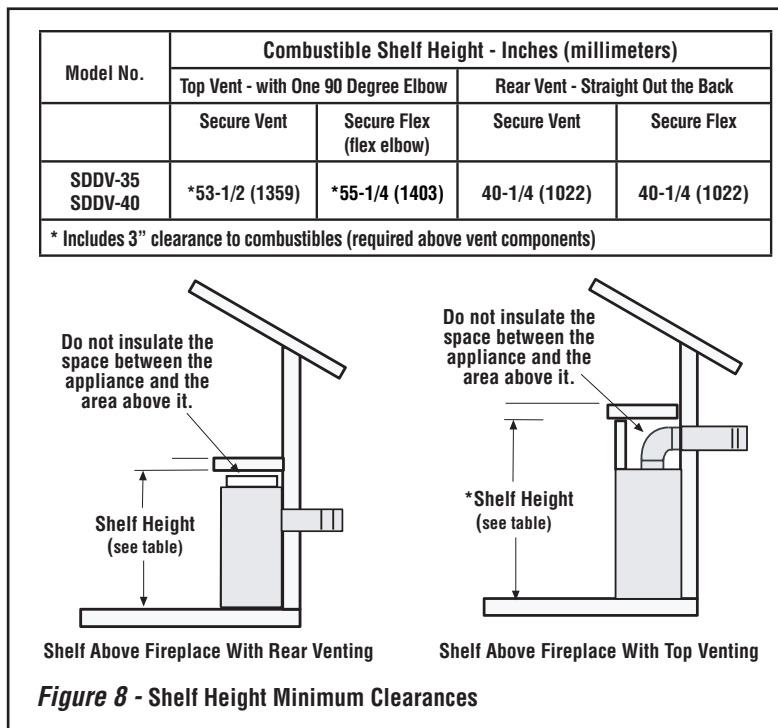 Model No.
Combustible Shelf Height - Inches (millimeters)
Top Vent - with One 90 Degree Elbow
Rear Vent - Straight Out the Back
Secure Vent
Secure Flex
(flex elbow)
Secure Vent
Secure Flex
SDDV-35
SDDV-40
*53-1/2 (1359)
*55-1/4 (1403)
40-1/4 (1022)
40-1/4 (1022)
* Includes 3” clearance to combustibles (required above vent components)
Do not insulate the
space between the
appliance and the
area above it.
Shelf Height
(see table)
Shelf Above Fireplace With Rear Venting
Do not insulate the
space between the
appliance and the
area above it.
*Shelf Height
(see table)
Shelf Above Fireplace With Top Venting
Figure 8 - Shelf Height Minimum Clearances